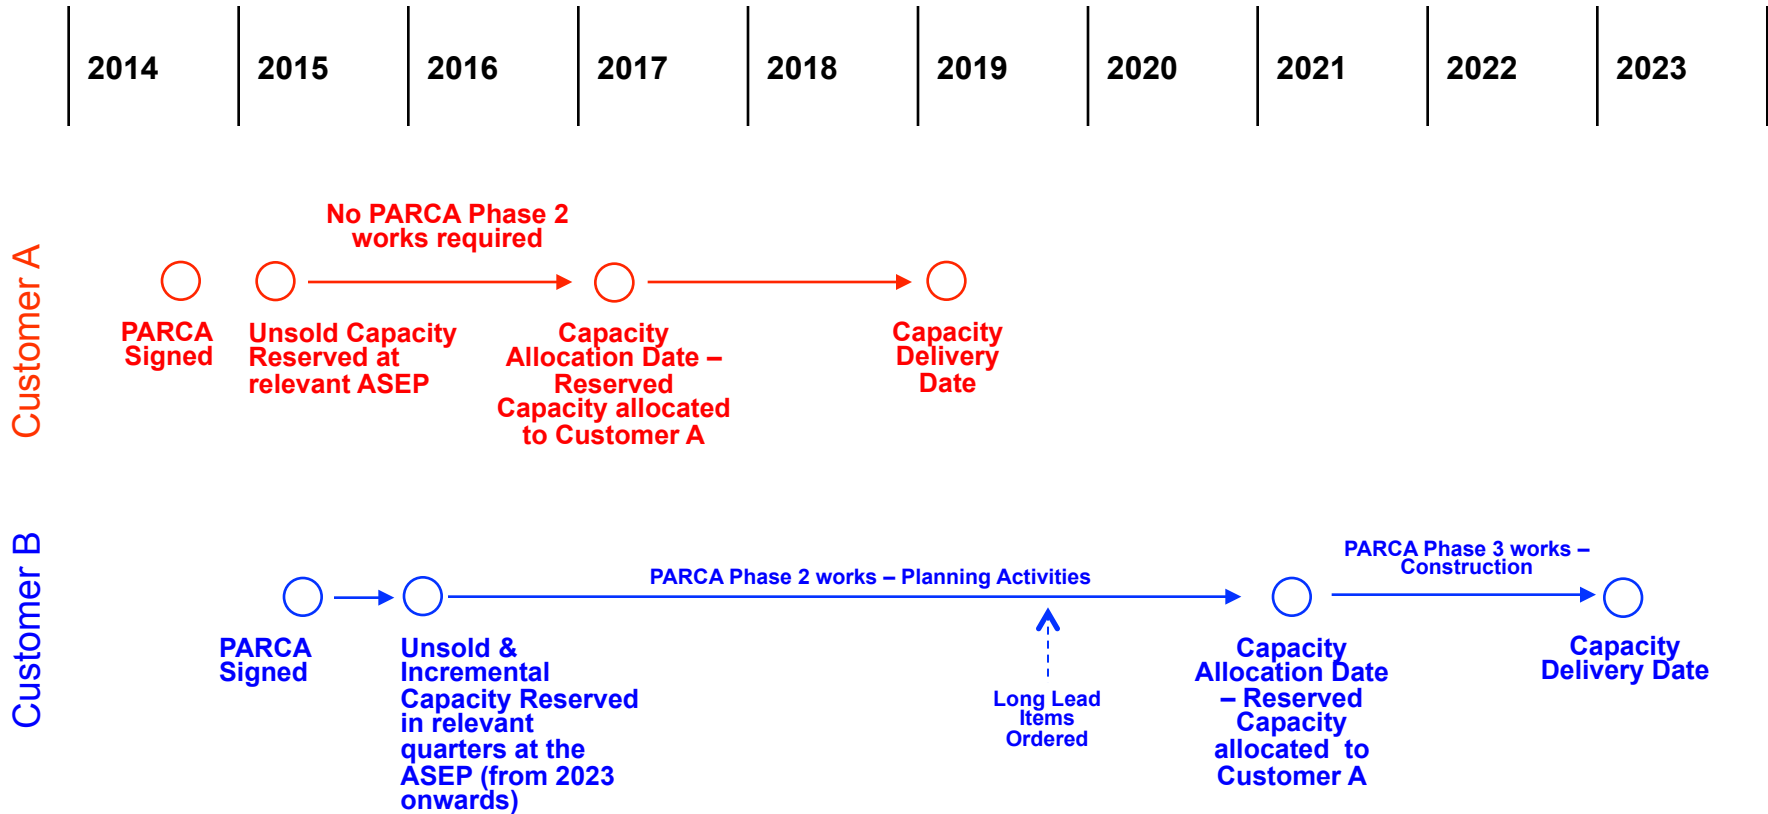 2014 2015 2016 2017 2018 2019 2020 2021 2022 2023
Customer A
No PARCA Phase 2
works required
PARCA
Signed
Unsold Capacity
Reserved at
relevant ASEP
Capacity
Allocation Date –
Reserved
Capacity allocated
to Customer A
Capacity
Delivery
Date
Customer B
PARCA Phase 2 works – Planning Activities
PARCA Phase 3 works –
Construction
PARCA
Signed
Unsold &
Incremental
Capacity Reserved
in relevant
quarters at the
ASEP (from 2023
onwards)
Long Lead
Items
Ordered
Capacity
Allocation Date
– Reserved
Capacity
allocated to
Customer A
Capacity
Delivery Date